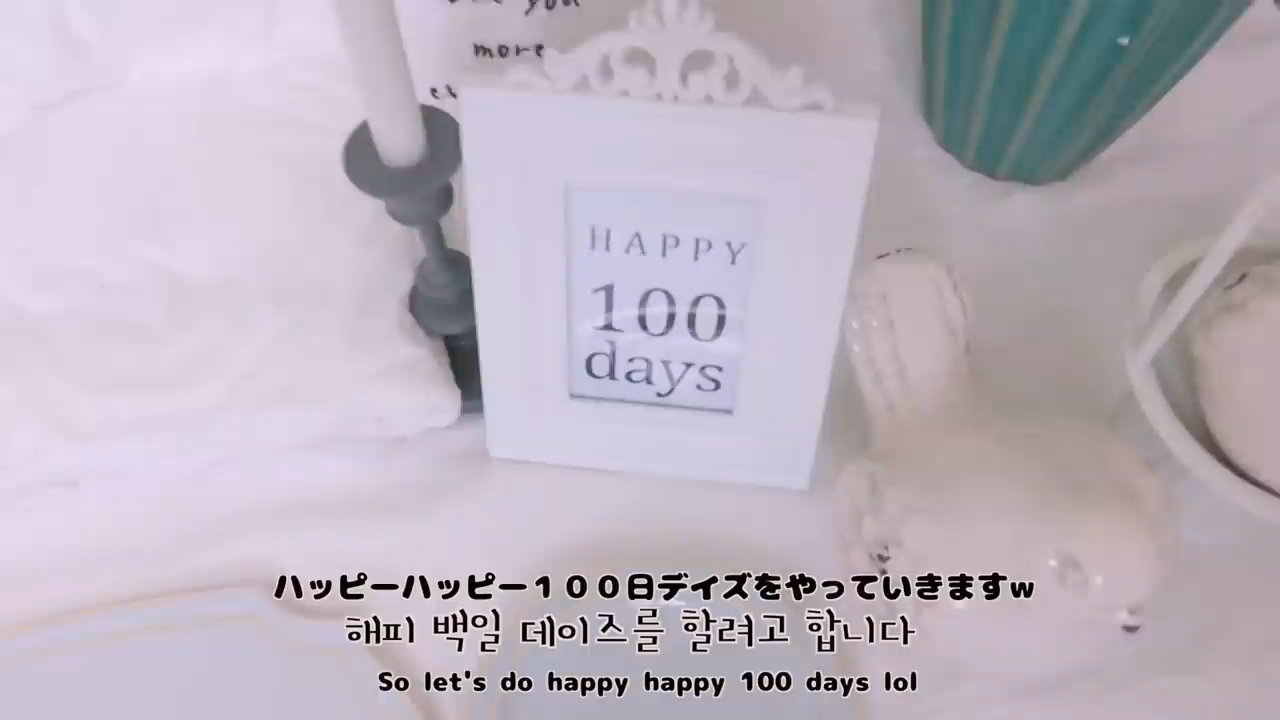 you
more
HAPPY
100
days
ハッピーハッピー１００日デイズをやっていきますw
해피 백일 데이즈를 할려고 합니다
So let's do happy happy 100 days lol